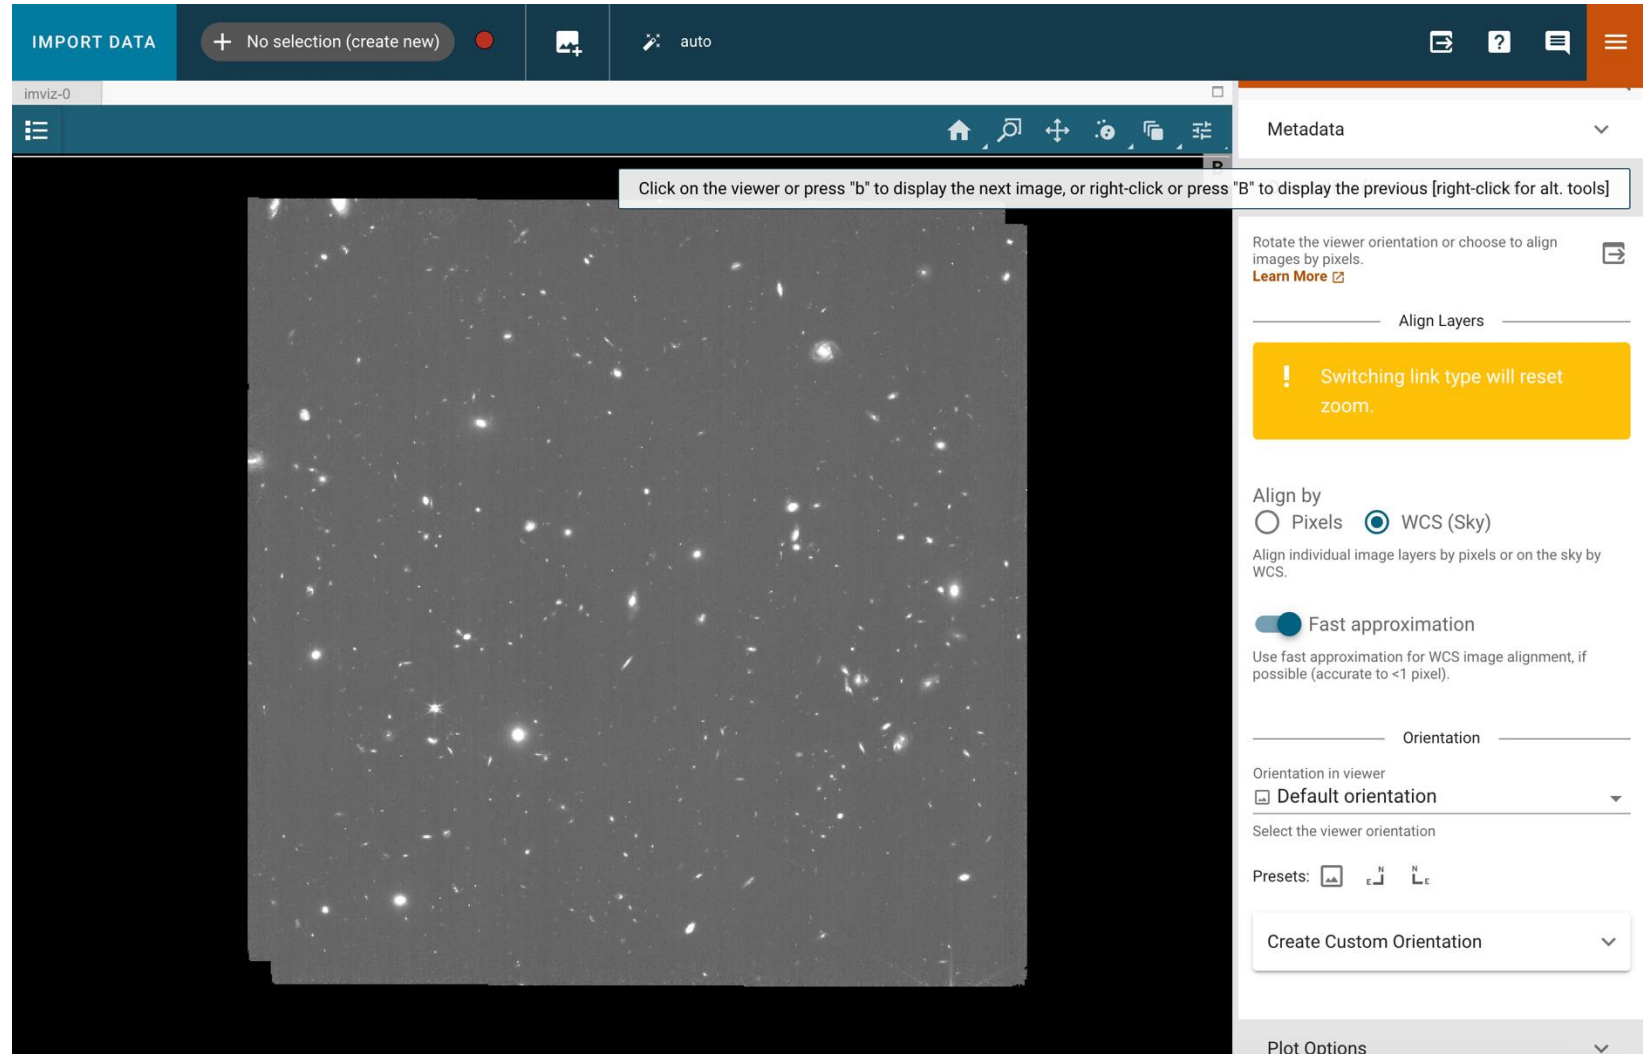 IMPORT DATA
No selection (create new)
auto
imviz-0
Metadata
B
Click on the viewer or press "b" to display the next image, or right-click or press "B" to display the previous [right-click for alt. tools]
Rotate the viewer orientation or choose to align
images by pixels.
Learn More
Align Layers
! Switching link type will reset
zoom.
Align by
Pixels WCS (Sky)
Align individual image layers by pixels or on the sky by
WCS.
Fast approximation
Use fast approximation for WCS image alignment, if
possible (accurate to <1 pixel).
Orientation
Orientation in viewer
Default orientation
Select the viewer orientation
Presets: N E N E
Create Custom Orientation
Plot Options